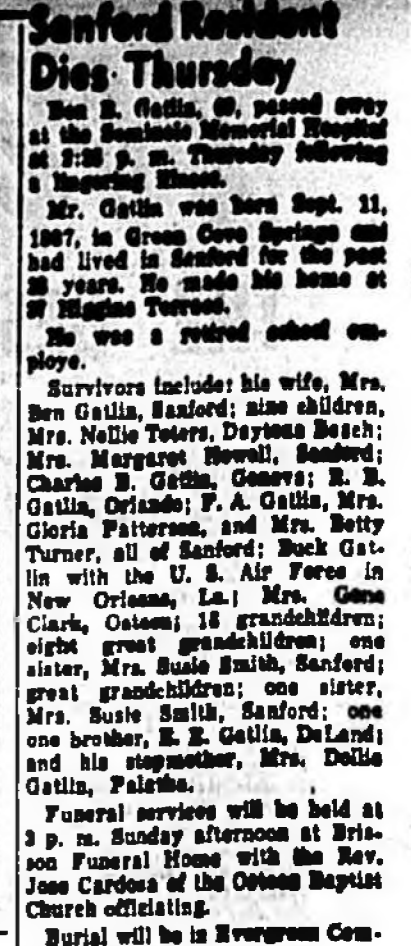 Sanford Resident
Dies Thursday
Ben R. Gatlin, passed away
at the Seminole Memorial Hospital
at p. m. Thursday following
a lingering illness.
Mr. Gatlin was born Sept. 11,
in Green Cove Springs and
had lived in Sanford for the past
years. He made his home at
Higgins Terrace.
He was a retired school em-
ploye.
Survivors include: his wife, Mrs.
Ben Gatlin, Sanford; nine children,
Mrs. Nellie Teters, Daytona Beach;
Mrs. Margaret Howell, Sanford;
Charles B. Gatlin, Geneva; R. B.
Gatlin, Orlando; F. A. Gatlin, Mrs.
Gloria Patterson, and Mrs. Betty
Turner, all of Sanford; Buck Gat-
lin with the U. S. Air Force in
New Orleans, La.; Mrs. Gene
Clark, Osteen; 18 grandchildren;
eight great grandchildren; one
sister, Mrs. Susie Smith, Sanford;
great grandchildren; one sister,
Mrs. Susie Smith, Sanford; one
one brother, Gatlin, DeLand;
and his stepmother, Mrs. Dollie
Gatlin, Palatka.
Funeral services will be held at
3 p. m. Sunday afternoon at Bris-
son Funeral Home with the Rev.
Jose Cardosa of the Osteen Baptist
Church officiating.
Burial will be in Evergreen Cem-